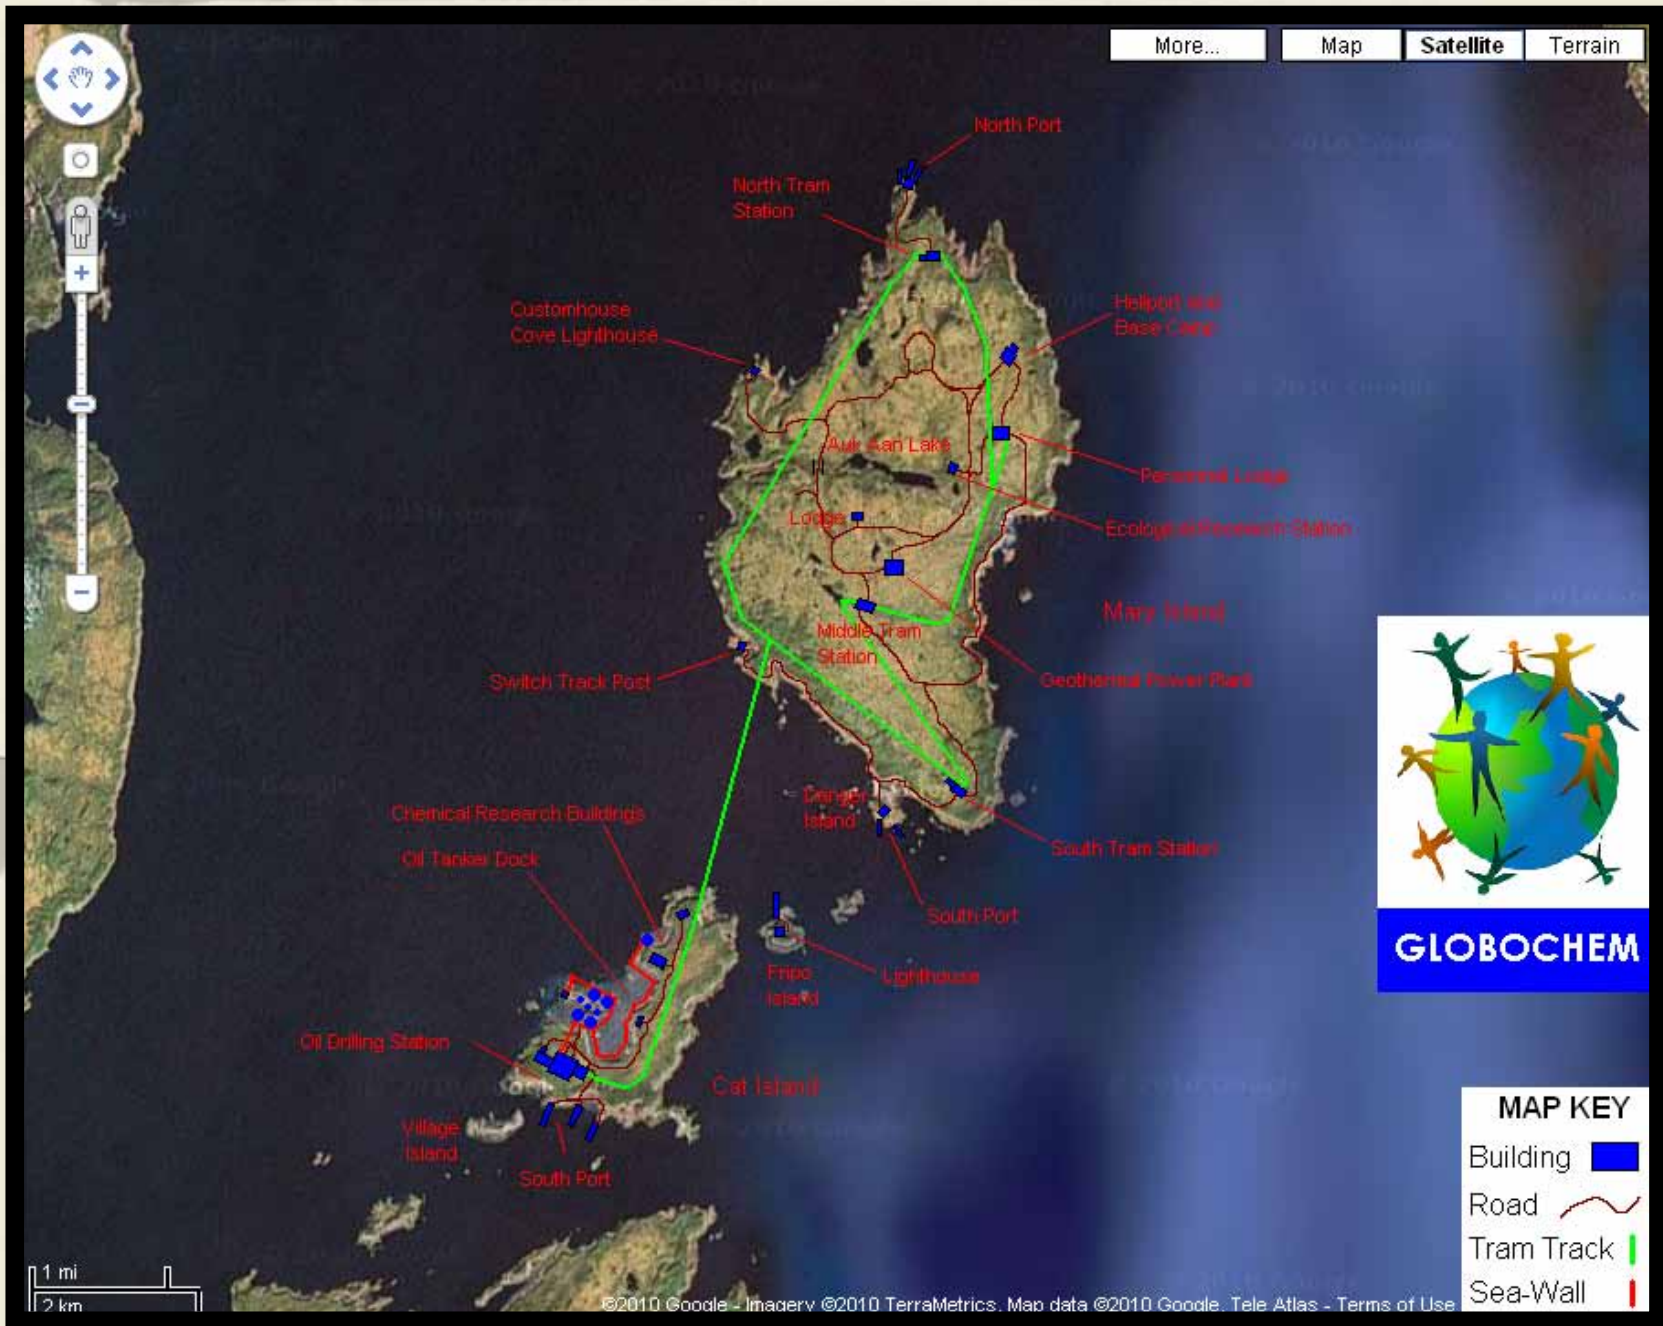 More...
Map
Satellite
Terrain
North Port
North Tram
Station
Customhouse
Cove Lighthouse
Heliport and
Base Camp
Auk Aan Lake
Personnel Lodge
Lodge
Ecological Research Station
Mary Island
Middle Tram
Station
Switch Track Post
Geothermal Power Plant
Danger
Island
Chemical Research Buildings
South Tram Station
Oil Tanker Dock
South Port
Lighthouse
Fripo
Island
Oil Drilling Station
Cat Island
Village
Island
South Port
GLOBOCHEM
MAP KEY
Building
Road
Tram Track
Sea-Wall
1 mi
2 km
©2010 Google - Imagery ©2010 TerraMetrics, Map data ©2010 Google, Tele Atlas - Terms of Use